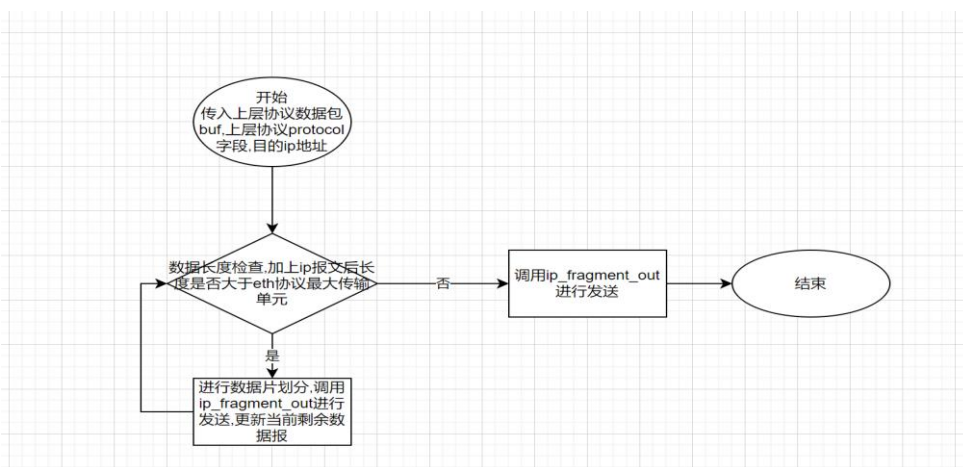 开始
传入上层协议数据包
buf,上层协议protocol
字段,目的ip地址
数据长度检查,加上ip报文后长
度是否大于eth协议最大传输
单元
否
调用ip_fragment_out
进行发送
结束
是
进行数据片划分,调用
ip_fragment_out进行
发送,更新当前剩余数
据报